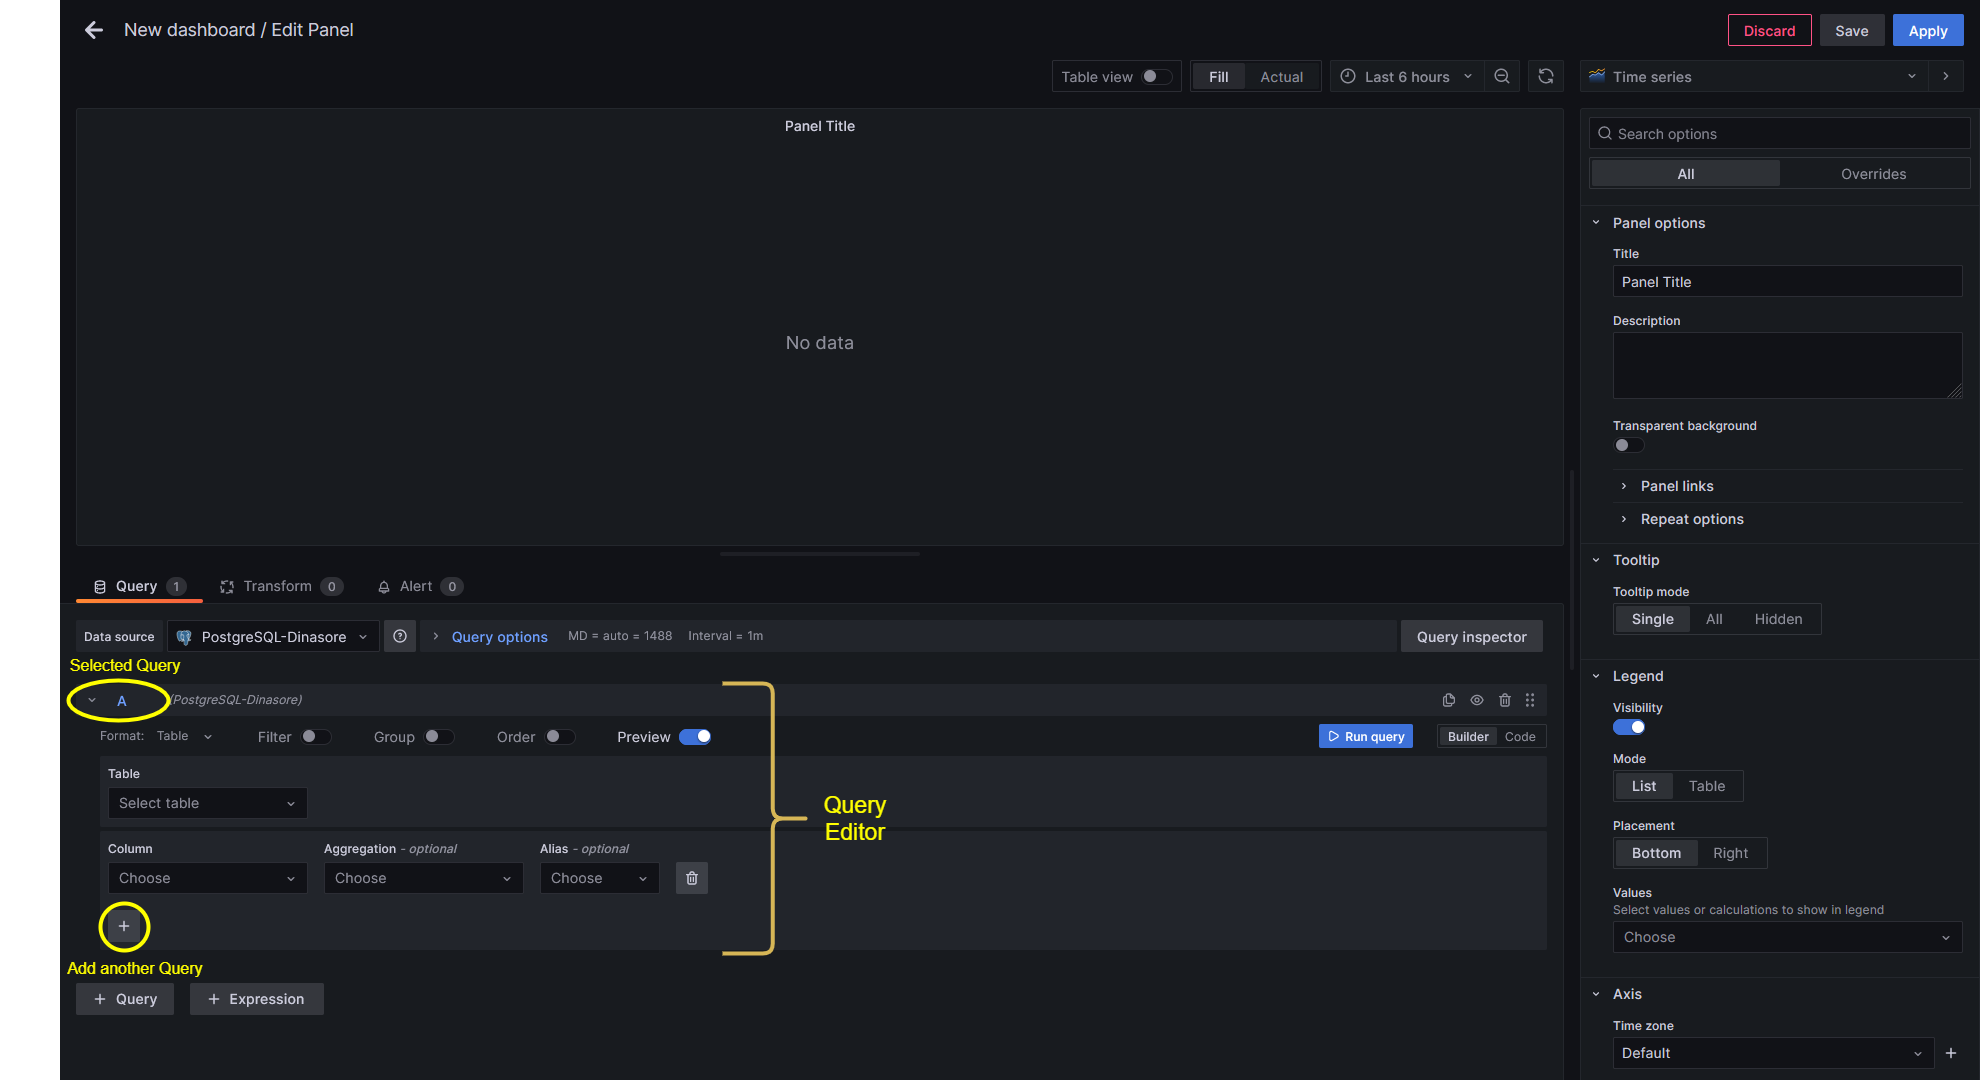 New dashboard / Edit Panel
Discard
Save
Apply
Table view
Fill
Actual
Last 6 hours
Time series
Panel Title
No data
Search options
All
Overrides
Panel options
Title
Panel Title
Description
Transparent background
Panel links
Repeat options
Tooltip
Tooltip mode
Single
All
Hidden
Legend
Visibility
Mode
List
Table
Placement
Bottom
Right
Values
Select values or calculations to show in legend
Choose
Axis
Time zone
Default
Query 1
Transform 0
Alert 0
Data source
PostgreSQL-Dinasore
Query options
MD = auto = 1488
Interval = 1m
Query inspector
Selected Query
A
(PostgreSQL-Dinasore)
Format: Table
Filter
Group
Order
Preview
Run query
Builder
Code
Table
Select table
Column
Aggregation - optional
Alias - optional
Choose
Choose
Choose
Query
Editor
Add another Query
+ Query
+ Expression